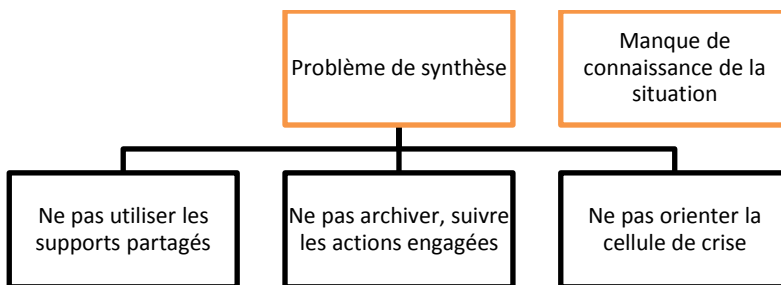 Problème de synthèse
Manque de
connaissance de la
situation
Ne pas utiliser les
supports partagés
Ne pas archiver, suivre
les actions engagées
Ne pas orienter la
cellule de crise